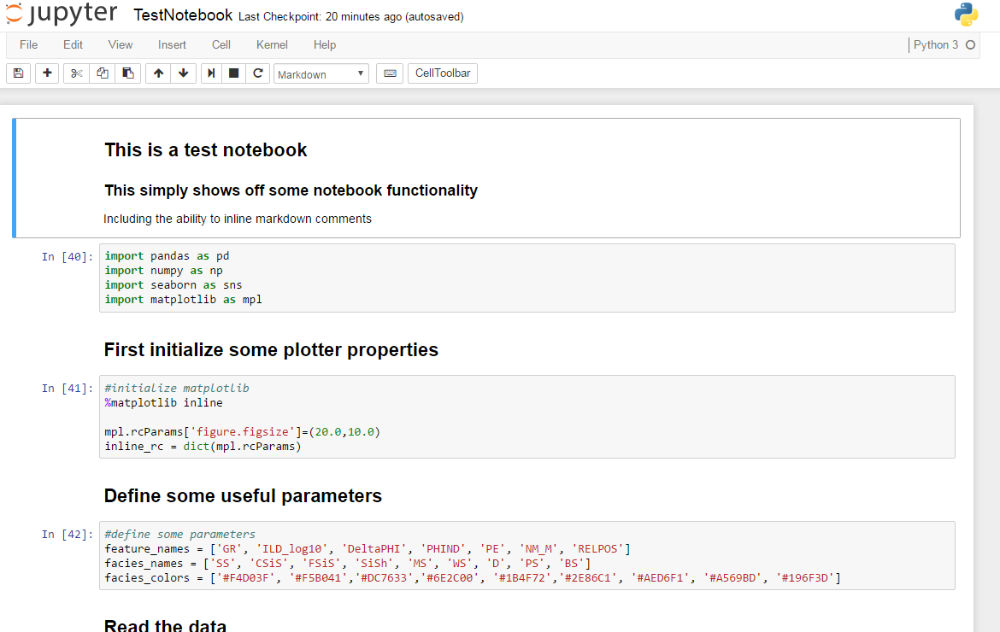 jupyter TestNotebook Last Checkpoint: 20 minutes ago (autosaved)
File Edit View Insert Cell Kernel Help Python 3
Markdown CellToolbar
This is a test notebook
This simply shows off some notebook functionality
Including the ability to inline markdown comments
In [40]: import pandas as pd
import numpy as np
import seaborn as sns
import matplotlib as mpl
First initialize some plotter properties
In [41]: #initialize matplotlib
%matplotlib inline
mpl.rcParams['figure.figsize']=(20.0,10.0)
inline_rc = dict(mpl.rcParams)
Define some useful parameters
In [42]: #define some parameters
feature_names = ['GR', 'ILD_log10', 'DeltaPHI', 'PHIND', 'PE', 'NM_M', 'RELPOS']
facies_names = ['SS', 'CSiS', 'FSiS', 'SiSh', 'MS', 'WS', 'D', 'PS', 'BS']
facies_colors = ['#F4D03F', '#F5B041','#DC7633','#6E2C00', '#1B4F72','#2E86C1', '#AED6F1', '#A569BD', '#196F3D']
Read the data